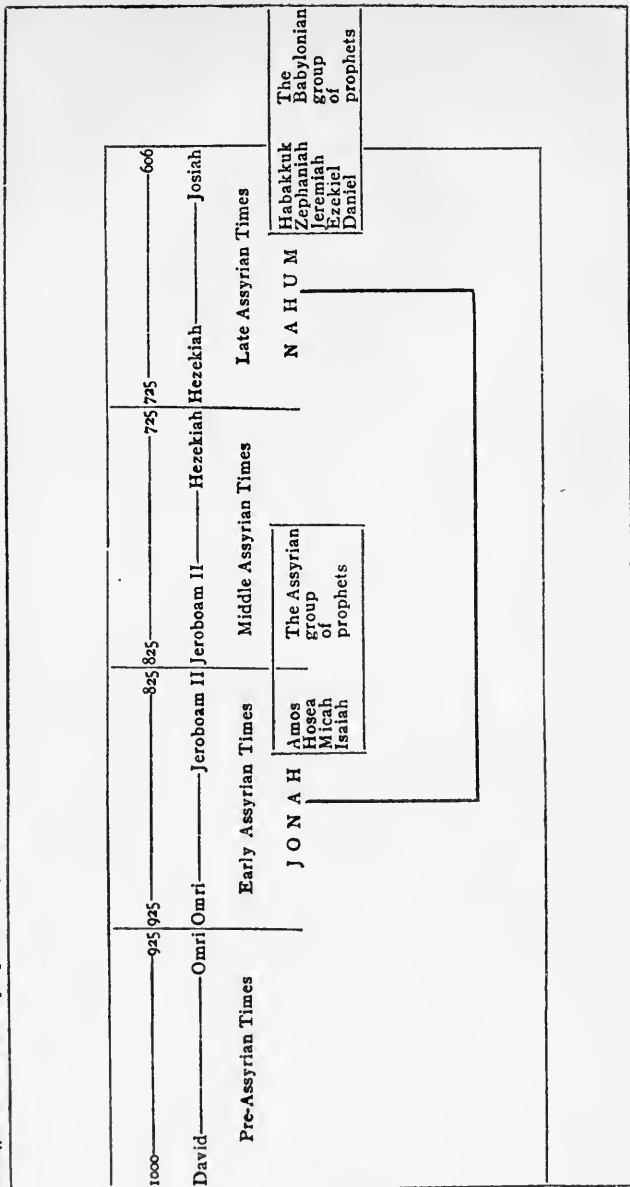 1000 925 925 825 825 725 725 606
David Omri Omri Jeroboam II Jeroboam II Hezekiah Hezekiah Josiah
Pre-Assyrian Times Early Assyrian Times Middle Assyrian Times Late Assyrian Times
JONAH
Amos
Hosea
Micah
Isaiah
The Assyrian
group
of
prophets
NAHUM
Habakkuk
Zephaniah
Jeremiah
Ezekiel
Daniel
The
Babylonian
group
of
prophets